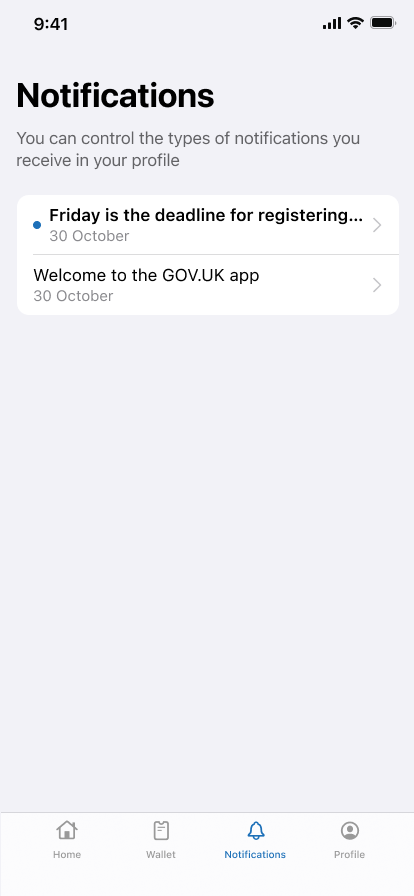 9:41
Notifications
You can control the types of notifications you
receive in your profile
Friday is the deadline for registering...
30 October
Welcome to the GOV.UK app
30 October
Home
Wallet
Notifications
Profile